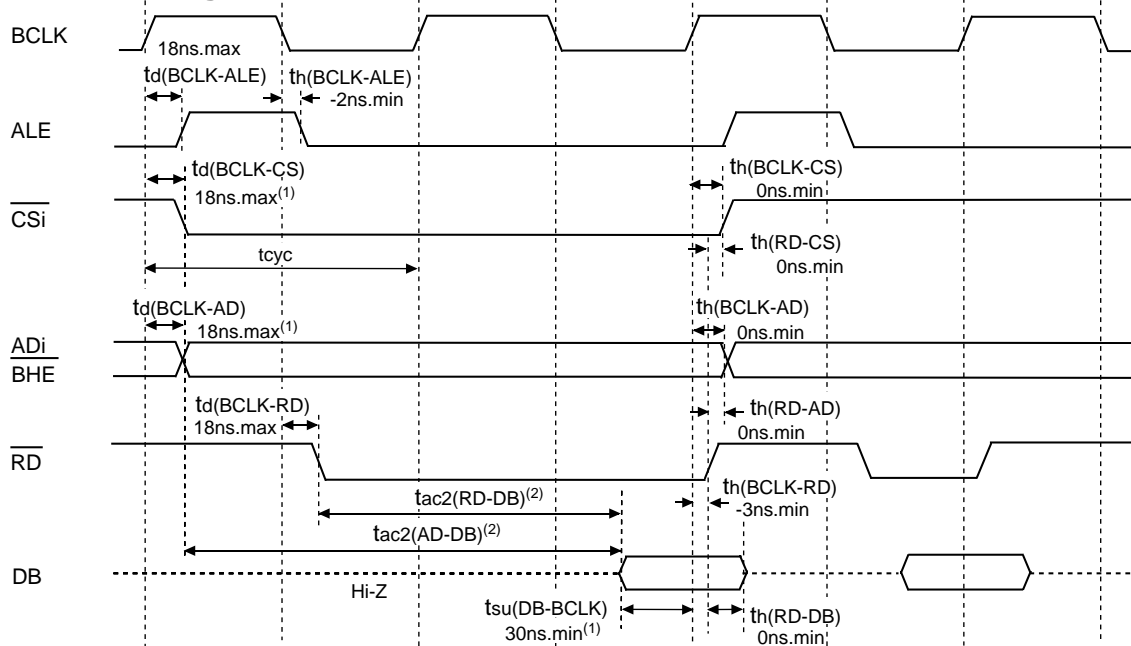 BCLK
18ns.max
td(BCLK-ALE)
th(BCLK-ALE)
-2ns.min
ALE
td(BCLK-CS)
18ns.max(1)
th(BCLK-CS)
0ns.min
CSi
th(RD-CS)
0ns.min
tcyc
td(BCLK-AD)
18ns.max(1)
th(BCLK-AD)
0ns.min
ADi
BHE
td(BCLK-RD)
18ns.max
th(RD-AD)
0ns.min
RD
tac2(RD-DB)(2)
th(BCLK-RD)
-3ns.min
tac2(AD-DB)(2)
DB
Hi-Z
tsu(DB-BCLK)
30ns.min(1)
th(RD-DB)
0ns.min